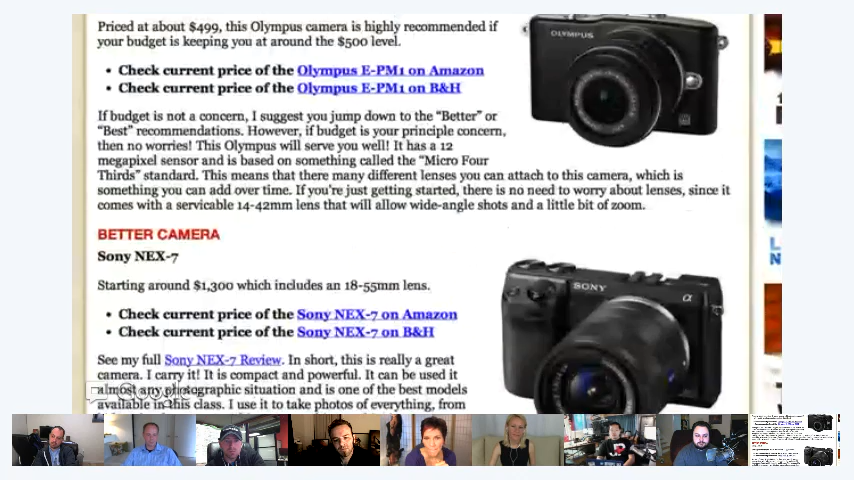 Priced at about $499, this Olympus camera is highly recommended if
your budget is keeping you at around the $500 level.
• Check current price of the Olympus E-PM1 on Amazon
• Check current price of the Olympus E-PM1 on B&H
OLYMPUS
If budget is not a concern, I suggest you jump down to the “Better” or
“Best” recommendations. However, if budget is your principle concern,
then no worries! This Olympus will serve you well! It has a 12
megapixel sensor and is based on something called the “Micro Four
Thirds” standard. This means that there many different lenses you can attach to this camera, which is
something you can add over time. If you're just getting started, there is no need to worry about lenses, since it
comes with a servicable 14-42mm lens that will allow wide-angle shots and a little bit of zoom.
BETTER CAMERA
Sony NEX-7
Starting around $1,300 which includes an 18-55mm lens.
• Check current price of the Sony NEX-7 on Amazon
• Check current price of the Sony NEX-7 on B&H
SONY
α
See my full Sony NEX-7 Review. In short, this is really a great
camera. I carry it! It is compact and powerful. It can be used it
almost any photographic situation and is one of the best models
available in this class. I use it to take photos of everything, from
Google
L
N